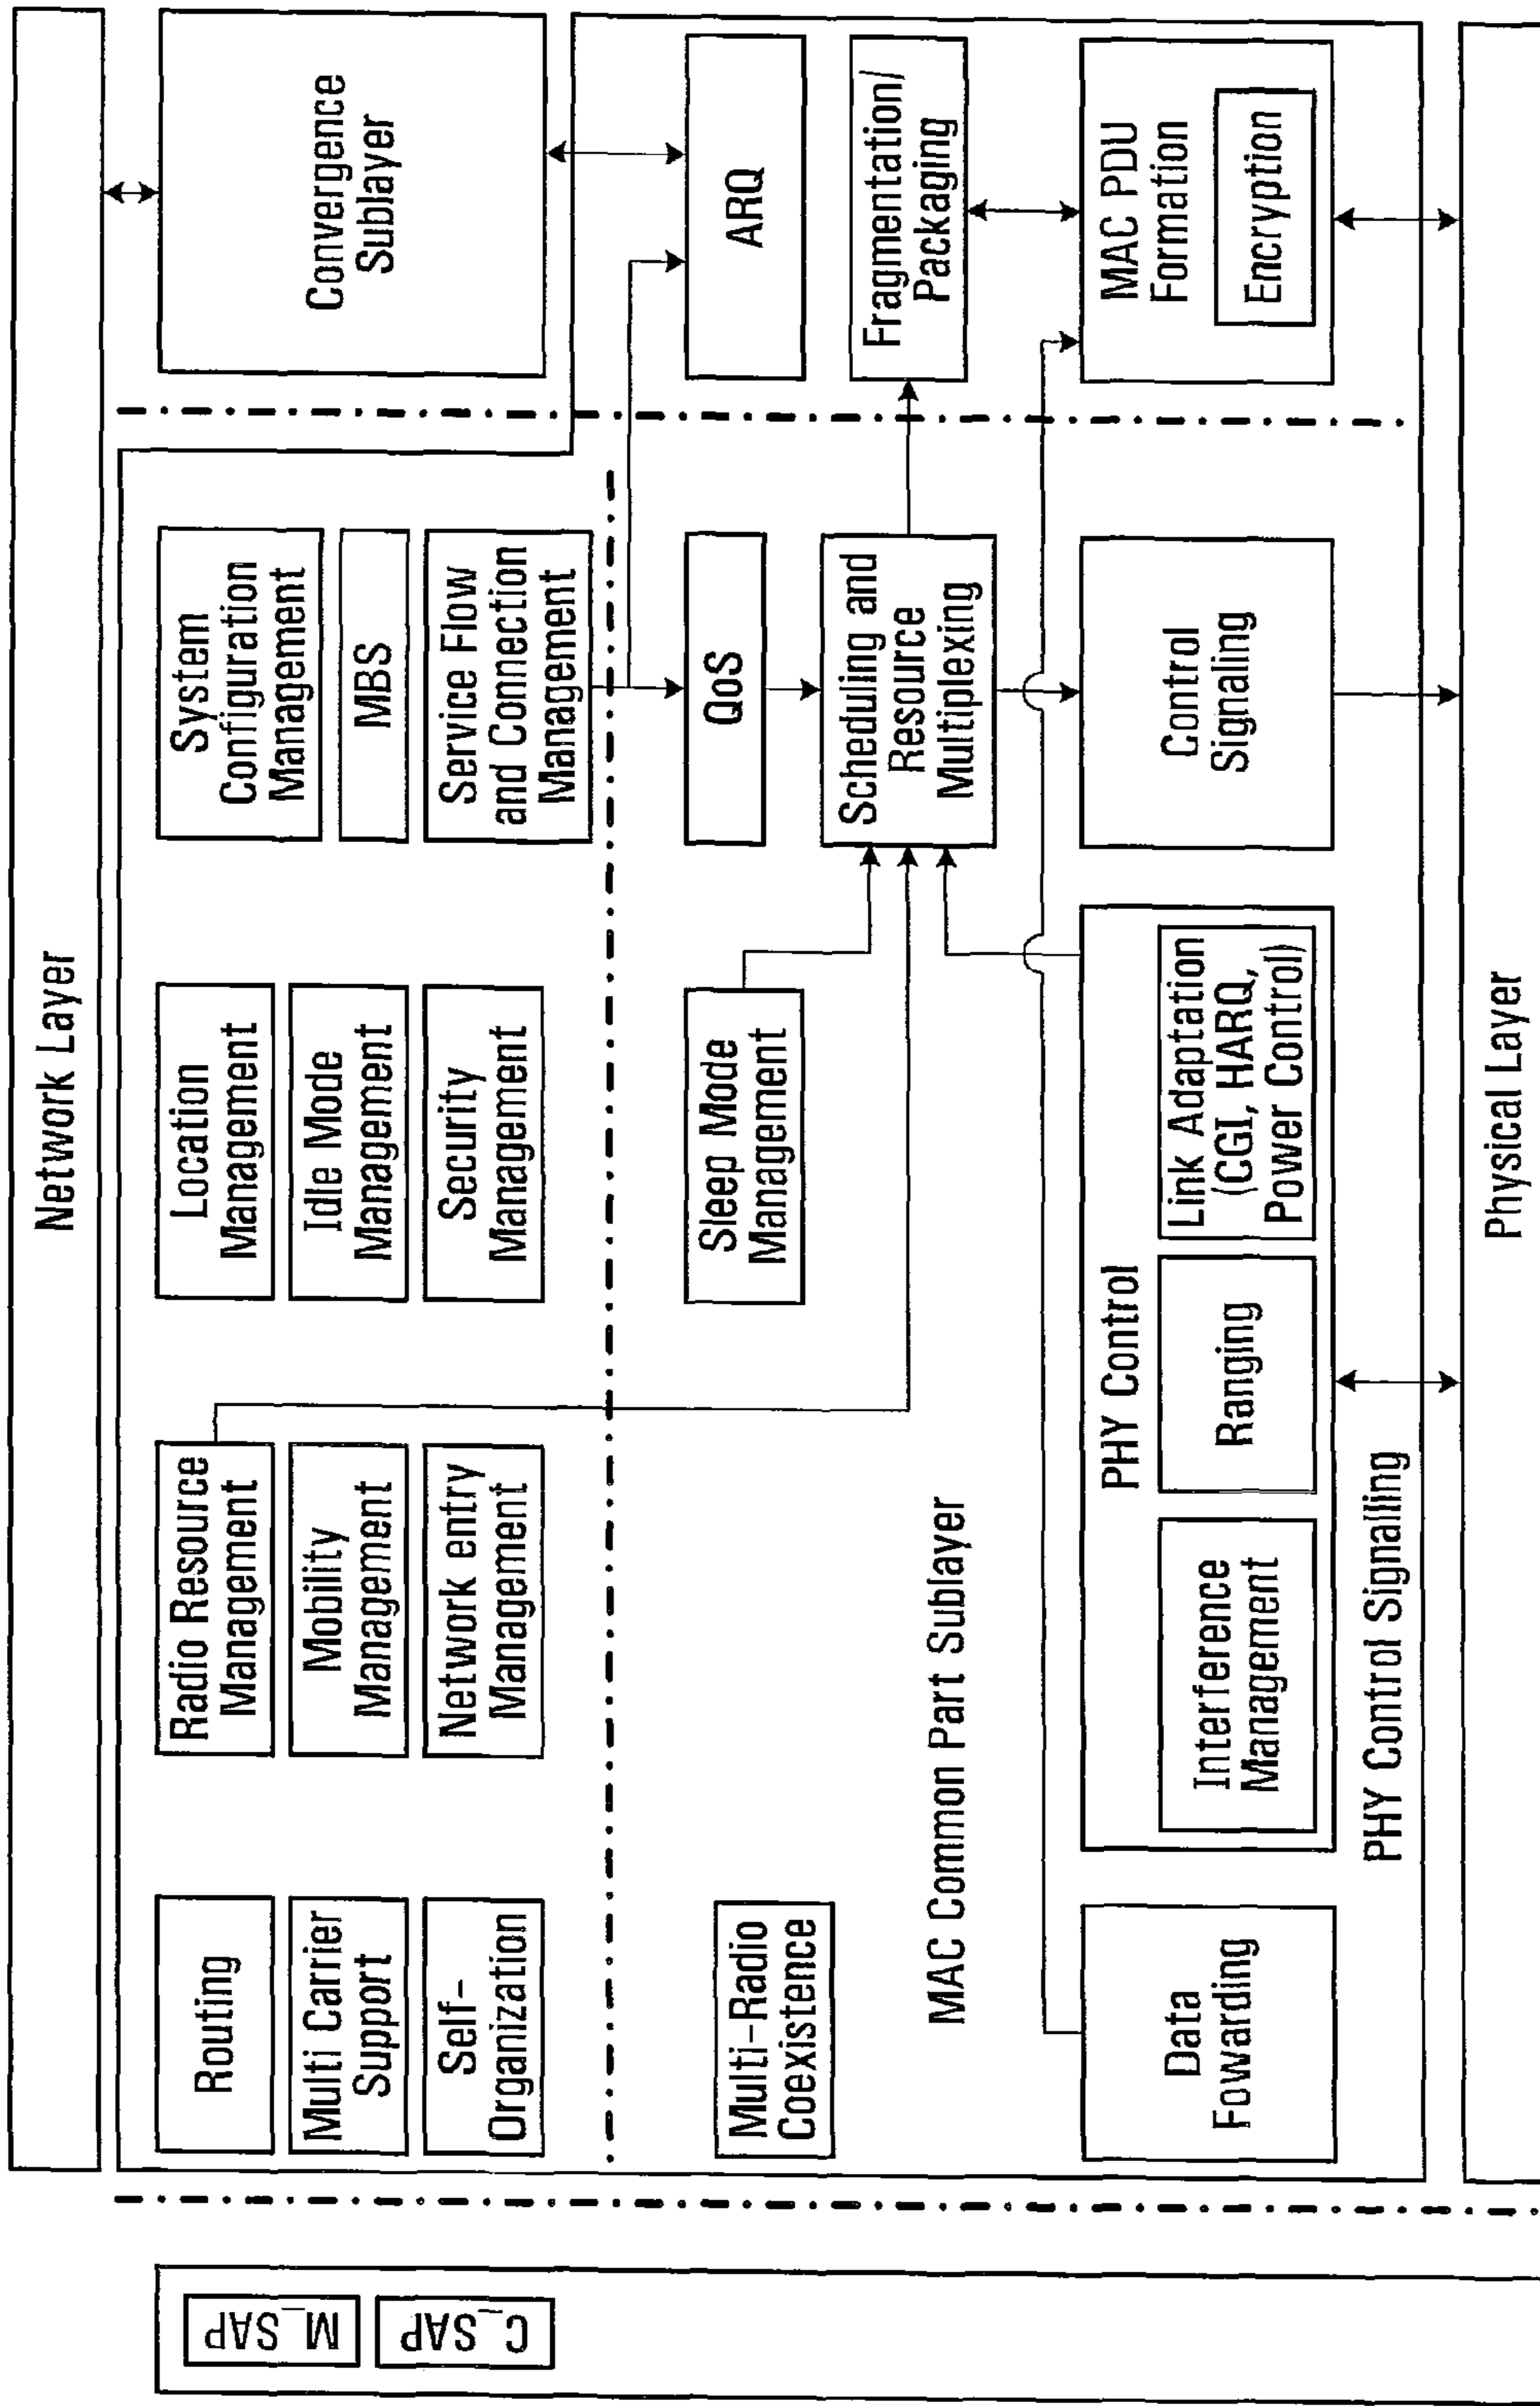 Network Layer
Routing
Multi Carrier
Support
Self-
Organization
Radio Resource
Management
Mobility
Management
Network entry
Management
Location
Management
Idle Mode
Management
Security
Management
System
Configuration
Management
MBS
Service Flow
and Connection
Management
Convergence
Sublayer
M_SAP
C_SAP
Multi-Radio
Coexistence
Sleep Mode
Management
QoS
ARQ
Scheduling and
Resource
Multiplexing
Fragmentation/
Packaging
MAC Common Part Sublayer
Data
Fowarding
PHY Control
Interference
Management
Ranging
Link Adaptation
(CGI, HARQ,
Power Control)
Control
Signaling
MAC PDU
Formation
Encryption
PHY Control Signalling
Physical Layer